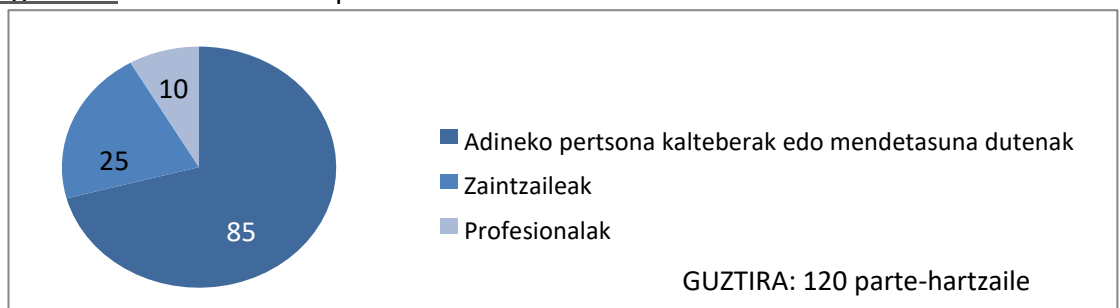 10
25
85
Adineko pertsona kalteberak edo mendetasuna dutenak
Zaintzaileak
Profesionalak
GUZTIRA: 120 parte-hartzaile